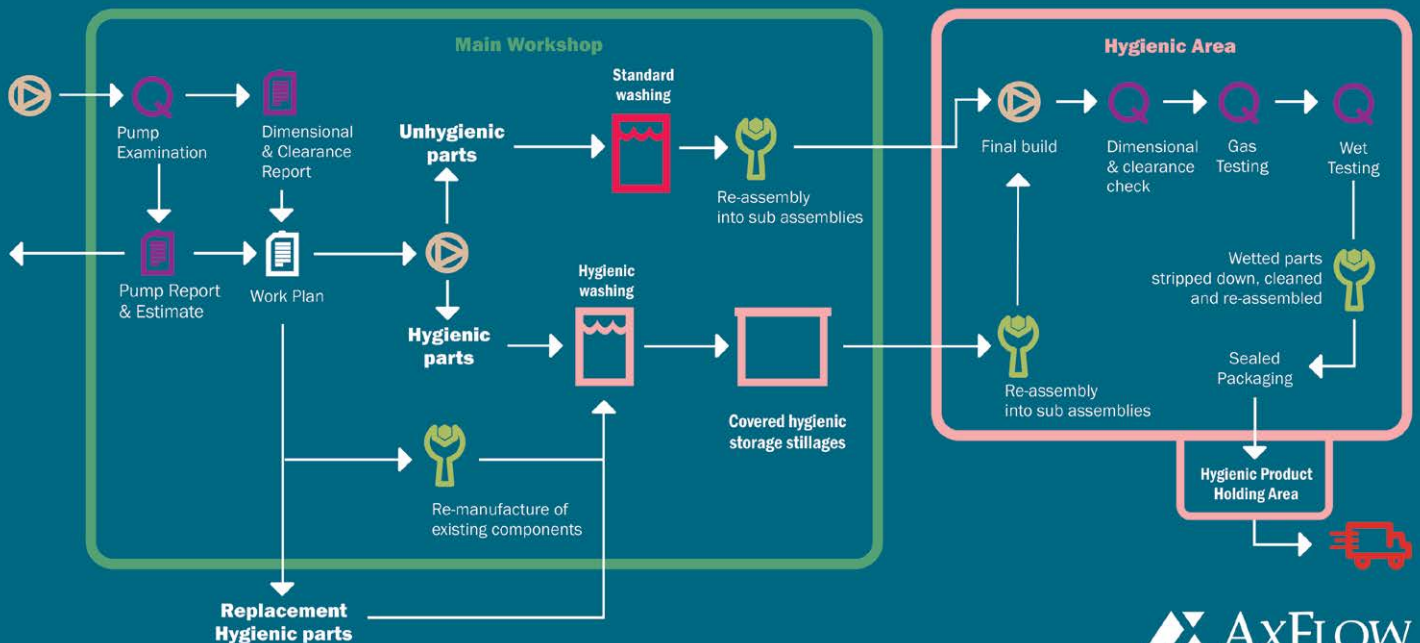 Main Workshop
Hygienic Area
Pump
Examination
Dimensional
& Clearance
Report
Unhygienic
parts
Standard
washing
Re-assembly
into sub assemblies
Final build
Dimensional
& clearance
check
Gas
Testing
Wet
Testing
Pump Report
& Estimate
Work Plan
Hygienic
parts
Hygienic
washing
Covered hygienic
storage stillages
Re-assembly
into sub assemblies
Wetted parts
stripped down, cleaned
and re-assembled
Sealed
Packaging
Hygienic Product
Holding Area
Re-manufacture of
existing components
Replacement
Hygienic parts
AxFlow